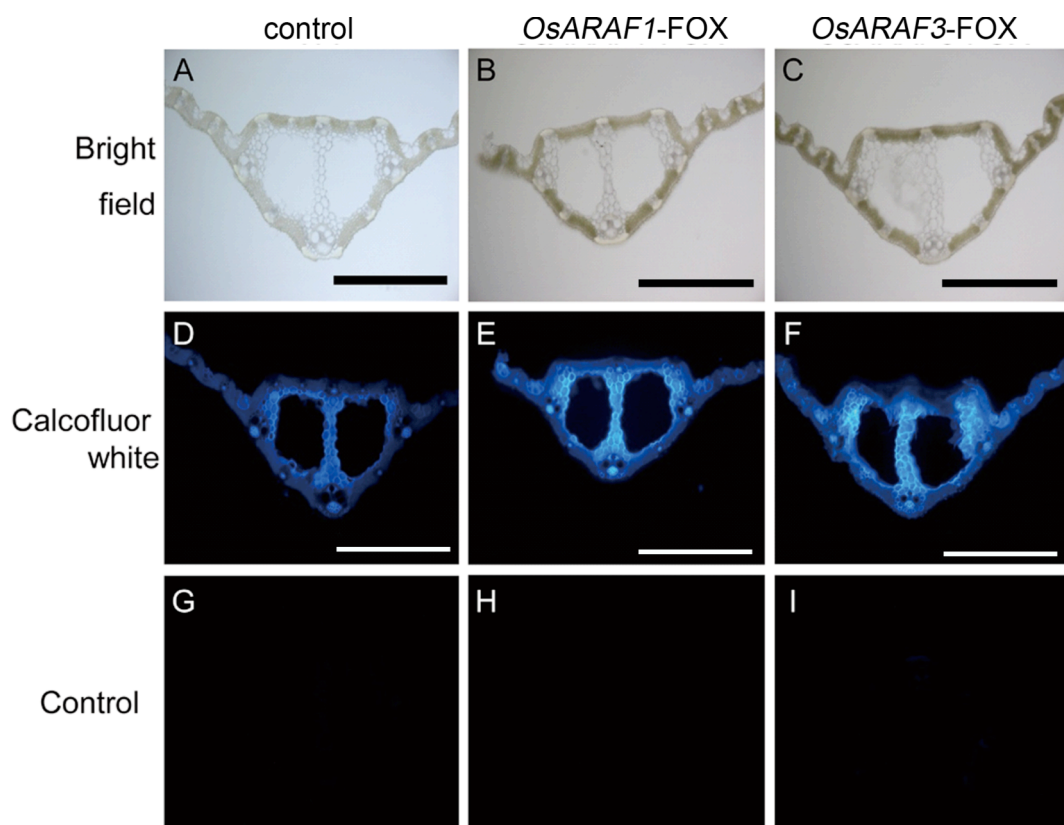 control OsARAF1-FOX OsARAF3-FOX
A B C
Bright
field
D E F
Calcofluor
white
G H I
Control